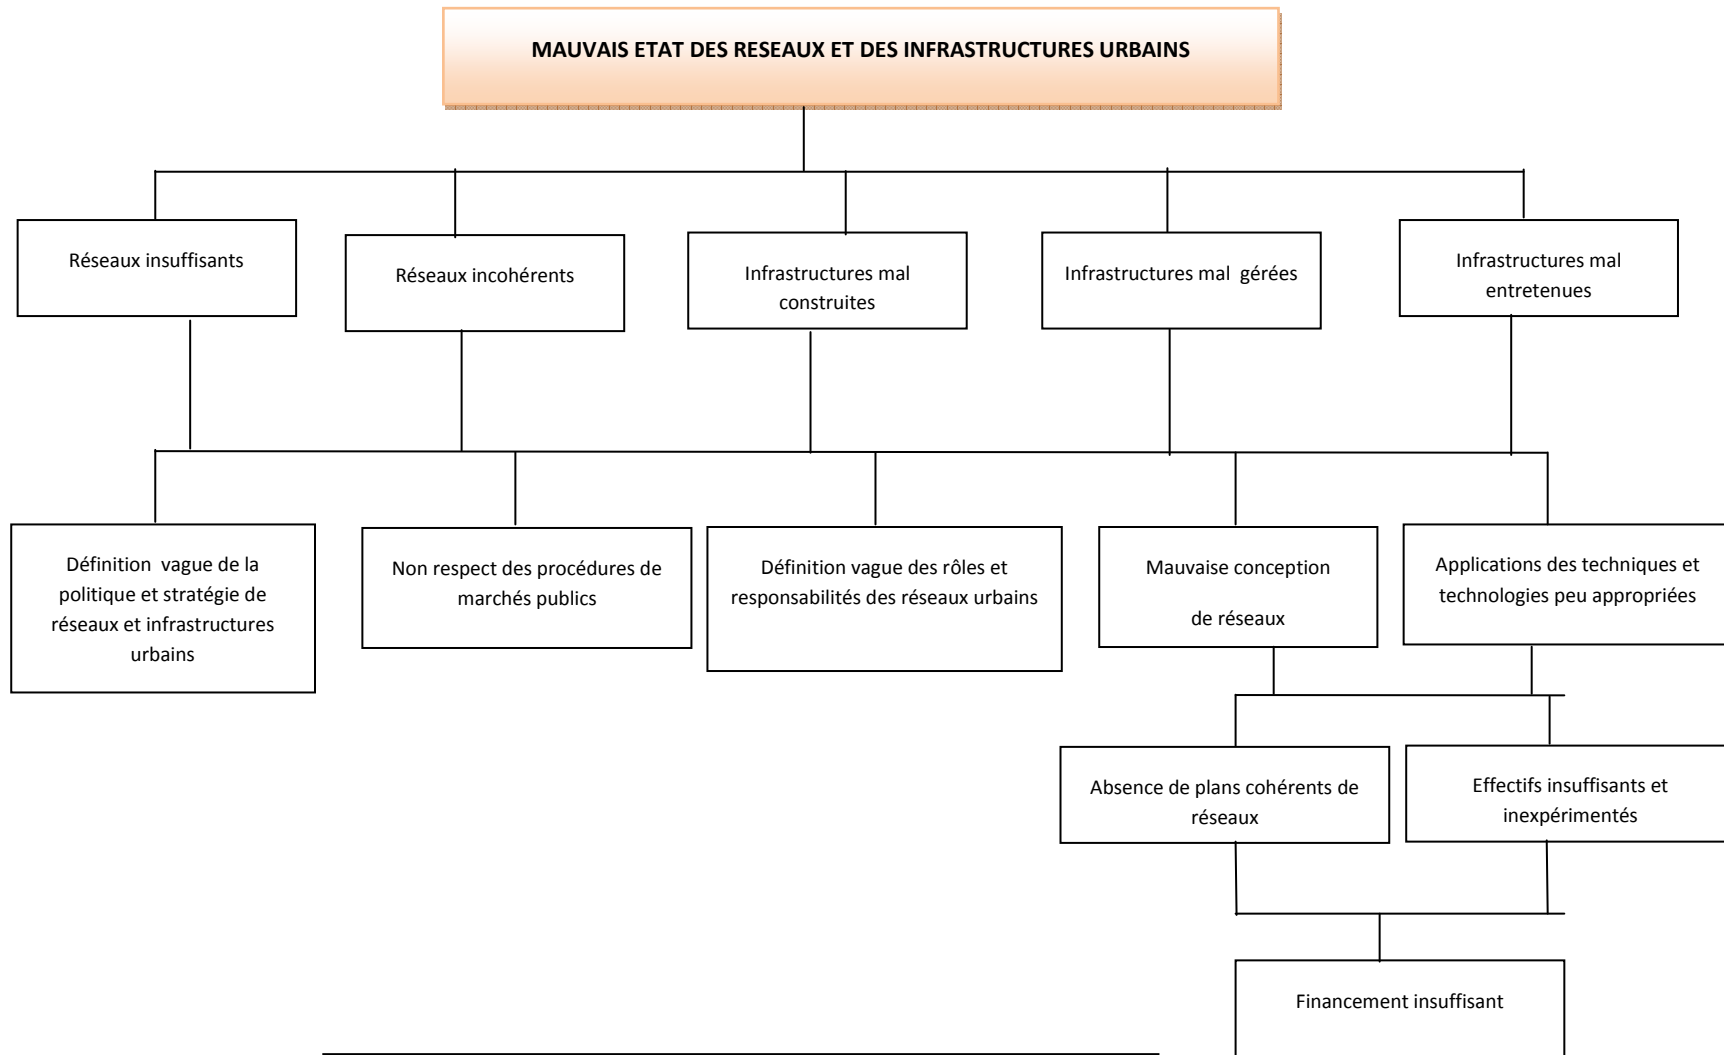 MAUVAIS ETAT DES RESEAUX ET DES INFRASTRUCTURES URBAINS
Réseaux insuffisants
Réseaux incohérents
Infrastructures mal
construites
Infrastructures mal  gérées
Infrastructures mal
entretenues
Définition  vague de la
politique et stratégie de
réseaux et infrastructures
urbains
Non respect des procédures de
marchés publics
Définition vague des rôles et
responsabilités des réseaux urbains
Mauvaise conception
de réseaux
Applications des techniques et
technologies peu appropriées
Absence de plans cohérents de
réseaux
Effectifs insuffisants et
inexpérimentés
Financement insuffisant